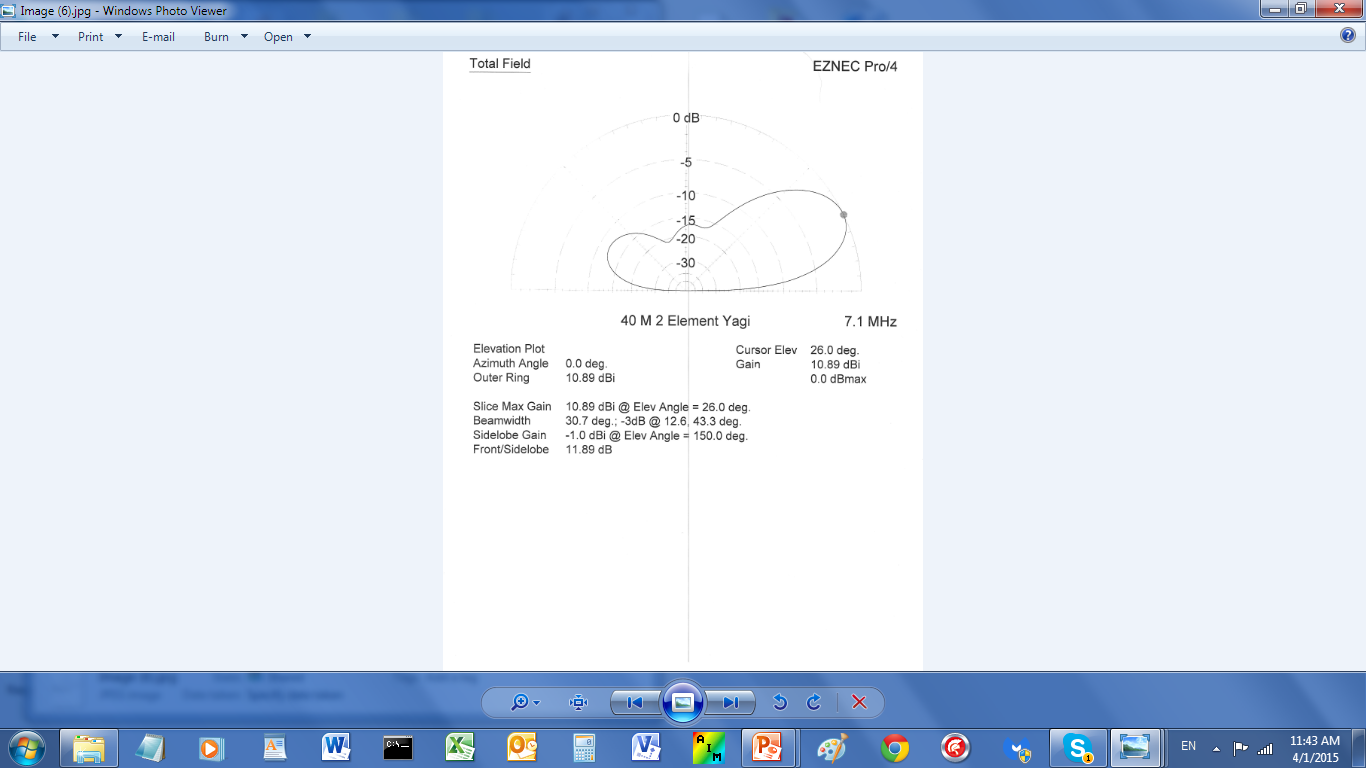 Image (6).jpg - Windows Photo Viewer
File Print E-mail Burn Open
Total Field EZNEC Pro/4
0 dB
-5
-10
-15
-20
-30
40 M 2 Element Yagi 7.1 MHz
Elevation Plot Cursor Elev 26.0 deg.
Azimuth Angle 0.0 deg. Gain 10.89 dBi
Outer Ring 10.89 dBi 0.0 dBmax
Slice Max Gain 10.89 dBi @ Elev Angle = 26.0 deg.
Beamwidth 30.7 deg.; -3dB @ 12.6, 43.3 deg.
Sidelobe Gain -1.0 dBi @ Elev Angle = 150.0 deg.
Front/Sidelobe 11.89 dB
C:\
A
I
M
1
EN
11:43 AM
4/1/2015